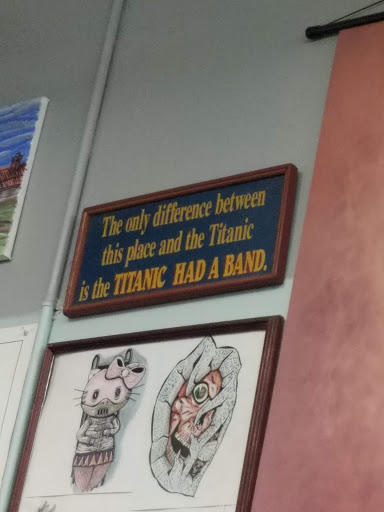 The only difference between
this place and the Titanic
is the TITANIC HAD A BAND.